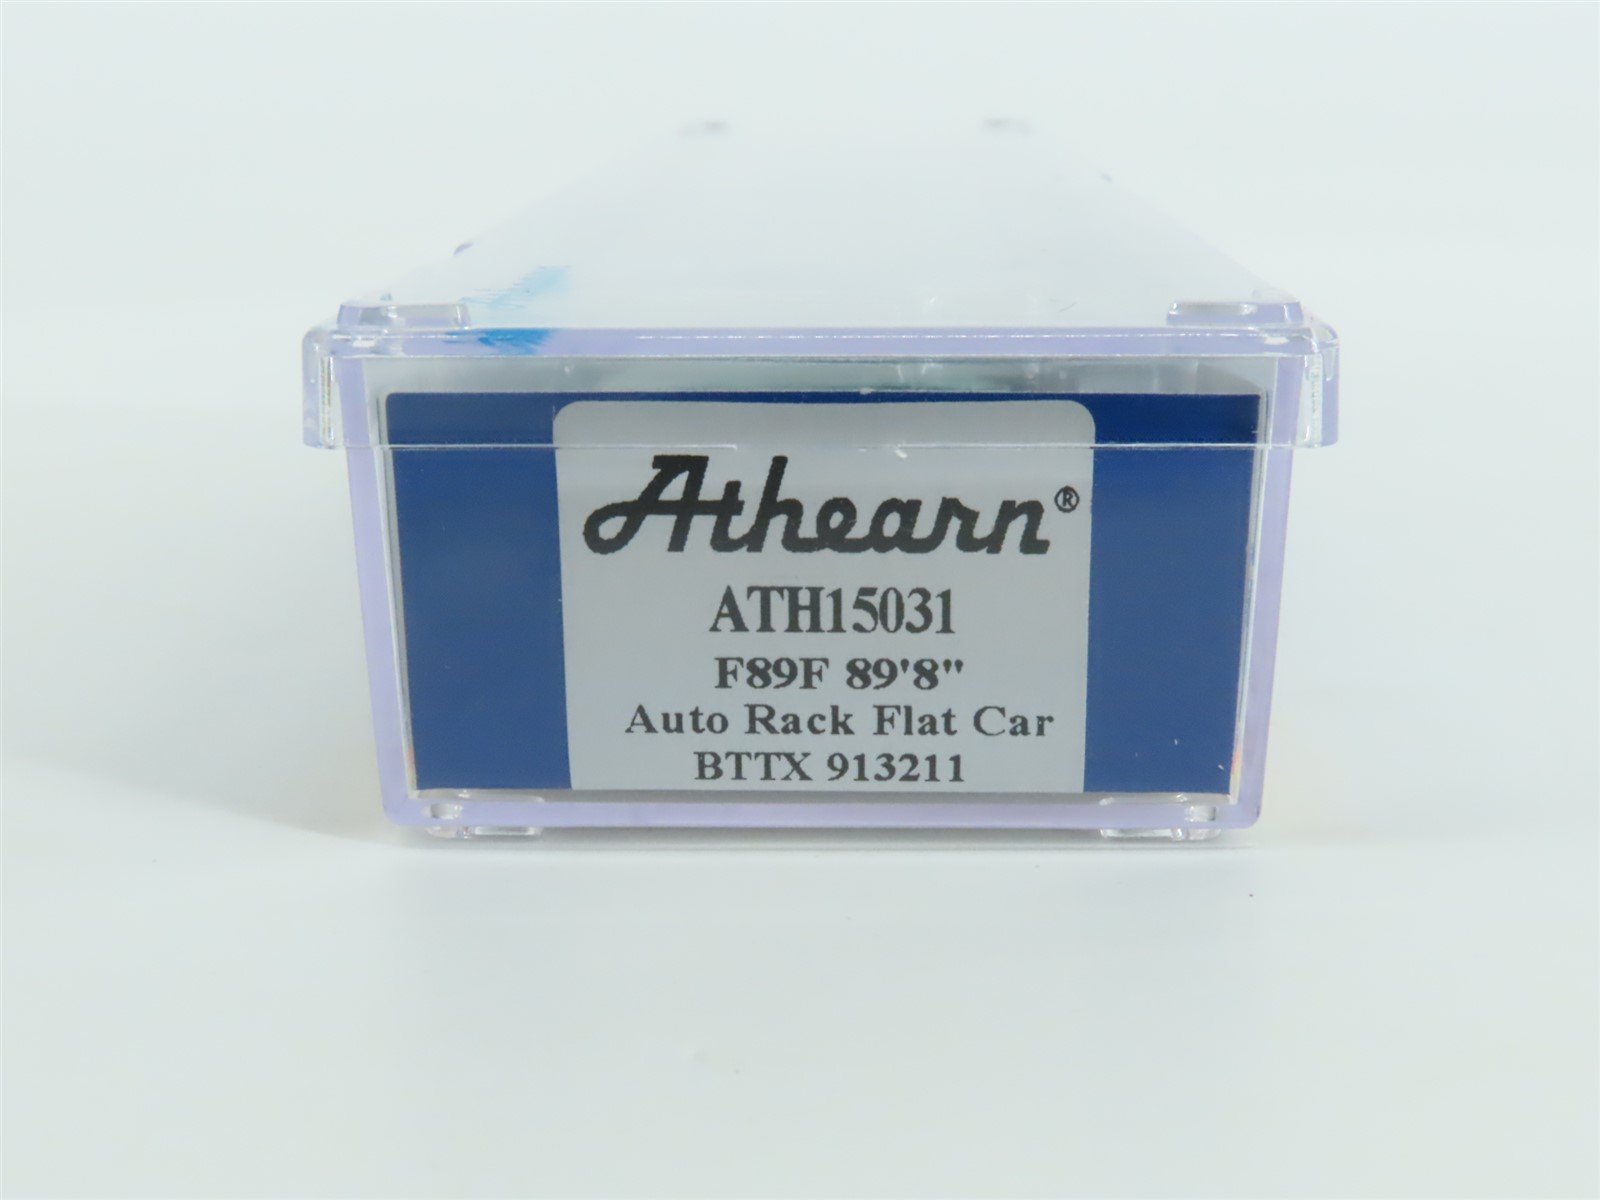 Athearn®
ATH15031
F89F 89'8"
Auto Rack Flat Car
BTTX 913211